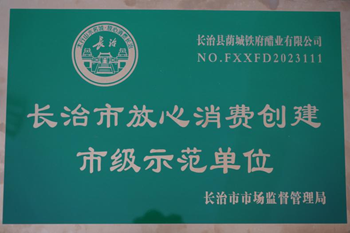 长治
长治县荫城铁府醋业有限公司
NO.FXXFD2023111
长治市放心消费创建
市级示范单位
长治市市场监督管理局